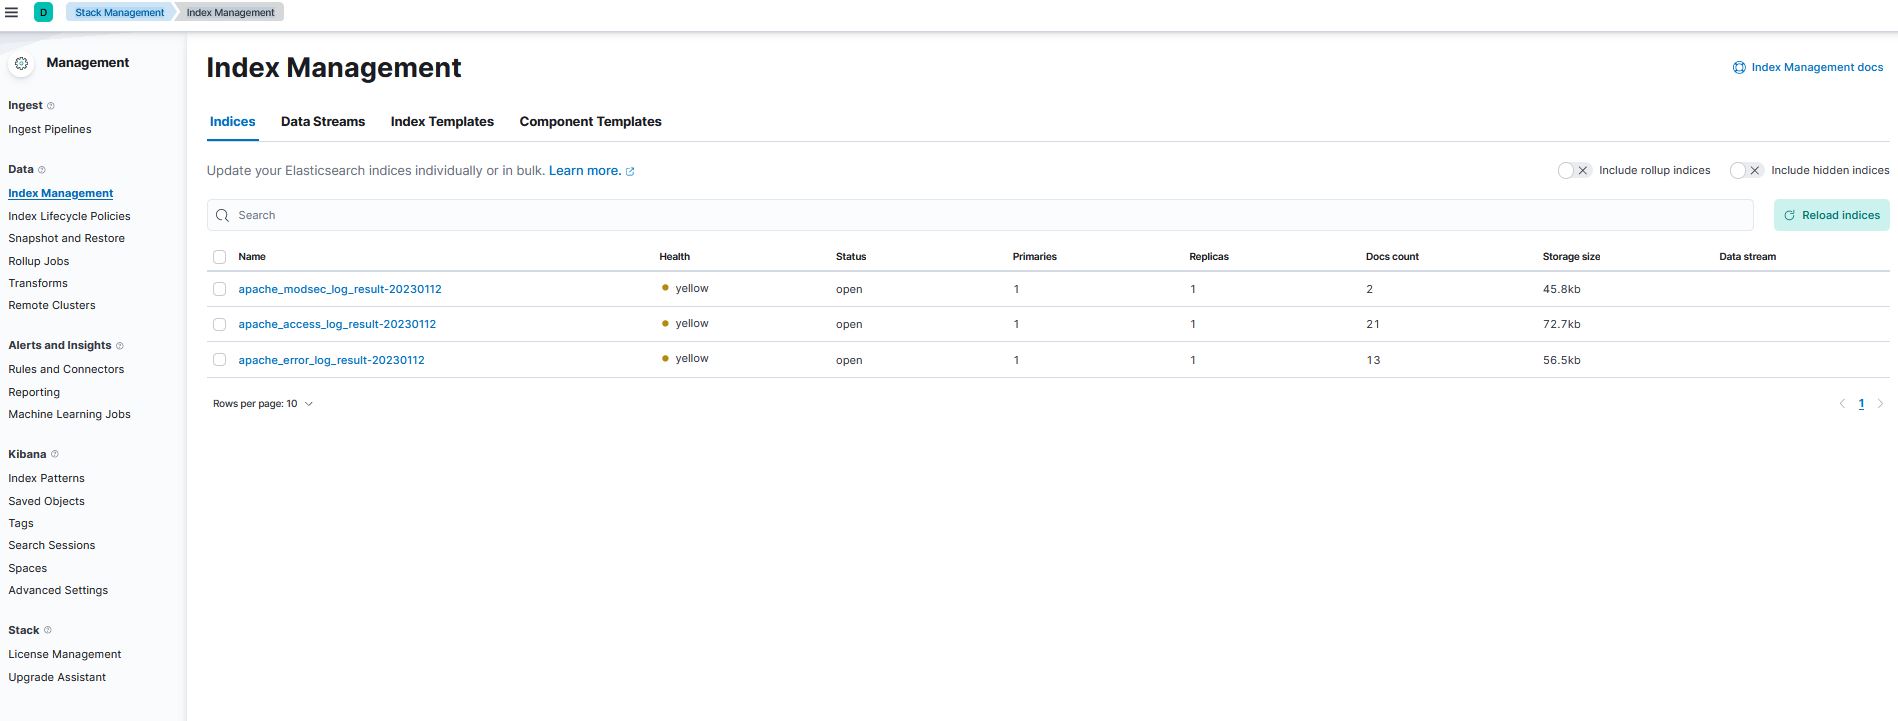 D Stack Management Index Management
Management
Ingest
Ingest Pipelines
Data
Index Management
Index Lifecycle Policies
Snapshot and Restore
Rollup Jobs
Transforms
Remote Clusters
Alerts and Insights
Rules and Connectors
Reporting
Machine Learning Jobs
Kibana
Index Patterns
Saved Objects
Tags
Search Sessions
Spaces
Advanced Settings
Stack
License Management
Upgrade Assistant
Index Management
Index Management docs
Indices Data Streams Index Templates Component Templates
Update your Elasticsearch indices individually or in bulk. Learn more.
Include rollup indices Include hidden indices
Search
Reload indices
Name Health Status Primaries Replicas Docs count Storage size Data stream
apache_modsec_log_result-20230112 yellow open 1 1 2 45.8kb
apache_access_log_result-20230112 yellow open 1 1 21 72.7kb
apache_error_log_result-20230112 yellow open 1 1 13 56.5kb
Rows per page: 10
1